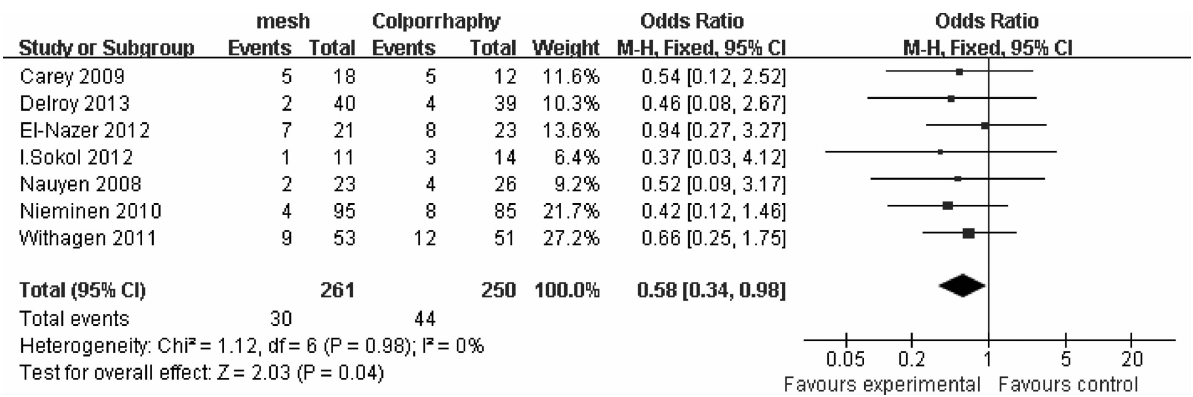 mesh Colporrhaphy Odds Ratio Odds Ratio
Study or Subgroup Events Total Events Total Weight M-H, Fixed, 95% CI M-H, Fixed, 95% CI
Carey 2009 5 18 5 12 11.6% 0.54 [0.12, 2.52]
Delroy 2013 2 40 4 39 10.3% 0.46 [0.08, 2.67]
El-Nazer 2012 7 21 8 23 13.6% 0.94 [0.27, 3.27]
I.Sokol 2012 1 11 3 14 6.4% 0.37 [0.03, 4.12]
Nauyen 2008 2 23 4 26 9.2% 0.52 [0.09, 3.17]
Nieminen 2010 4 95 8 85 21.7% 0.42 [0.12, 1.46]
Withagen 2011 9 53 12 51 27.2% 0.66 [0.25, 1.75]
Total (95% CI) 261 250 100.0% 0.58 [0.34, 0.98]
Total events 30 44
Heterogeneity: Chi² = 1.12, df = 6 (P = 0.98); I² = 0%
Test for overall effect: Z = 2.03 (P = 0.04)
0.05 0.2 1 5 20
Favours experimental Favours control